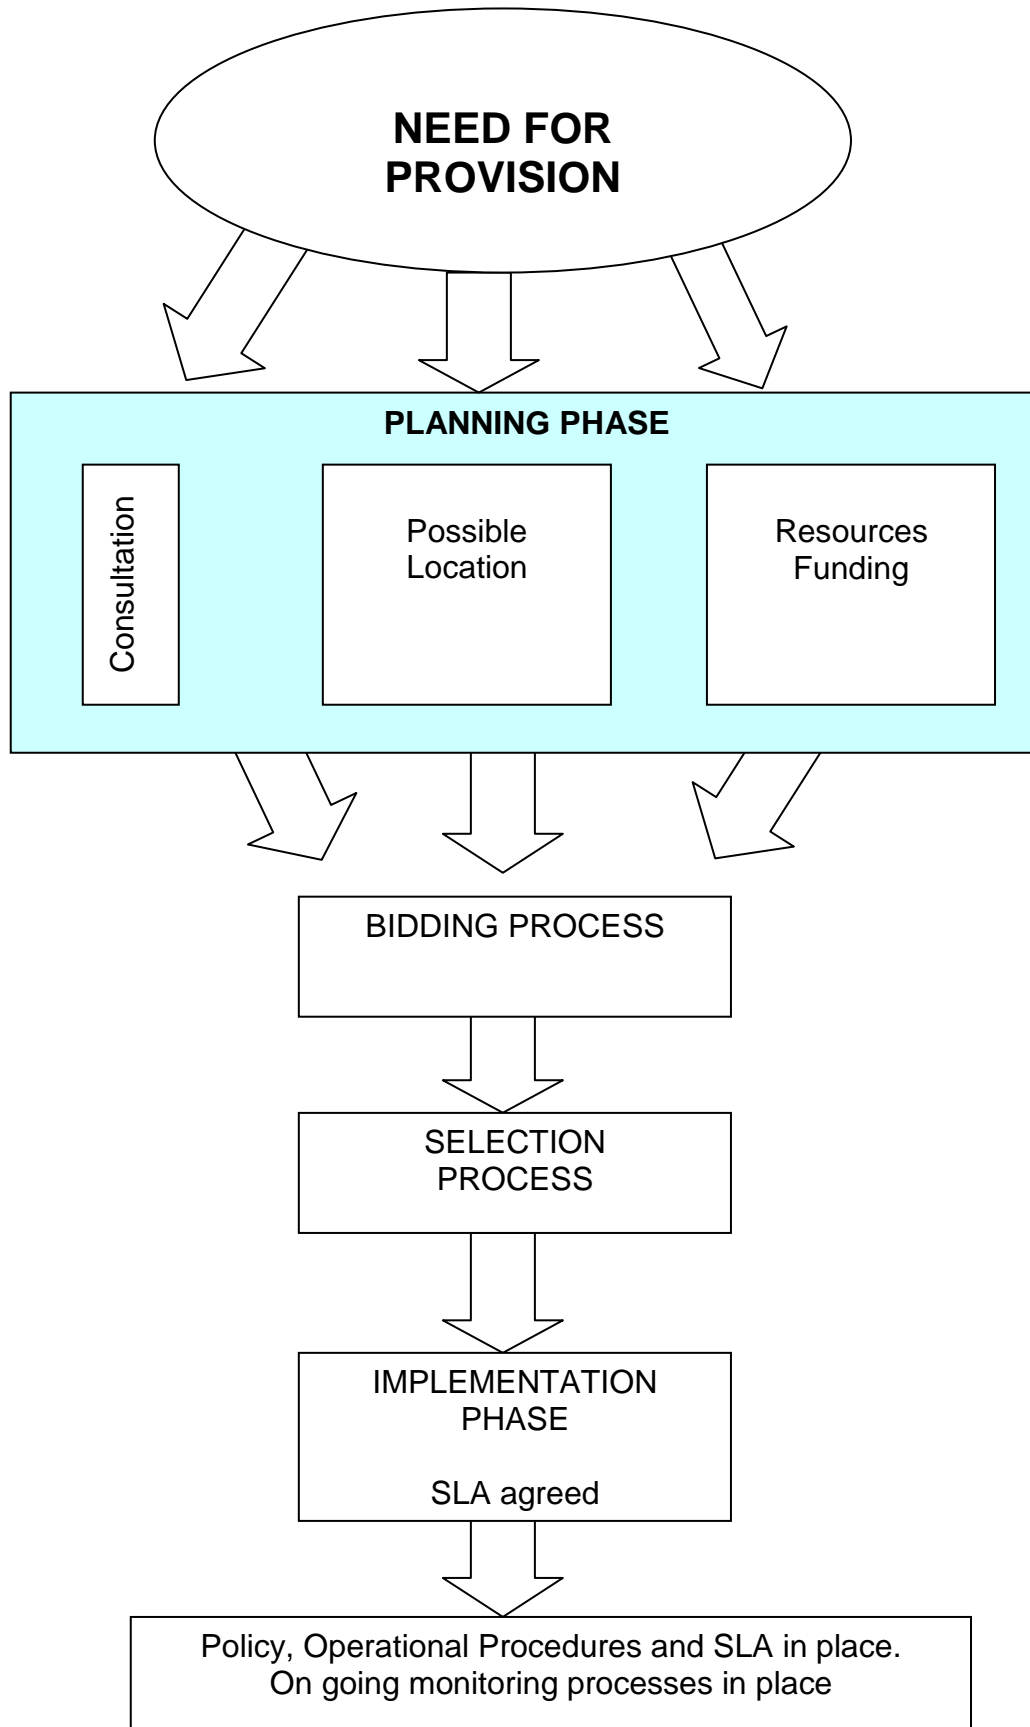 NEED FOR
PROVISION
PLANNING PHASE
Consultation
Possible
Location
Resources
Funding
BIDDING PROCESS
SELECTION
PROCESS
IMPLEMENTATION
PHASE
SLA agreed
Policy, Operational Procedures and SLA in place.
On going monitoring processes in place